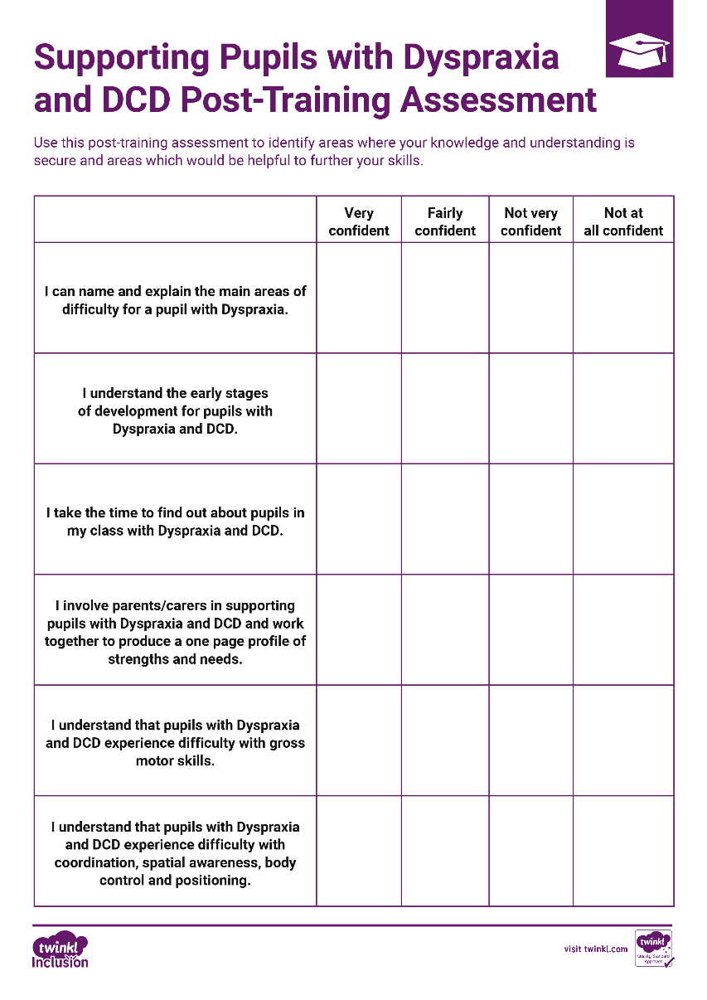 Supporting Pupils with Dyspraxia
and DCD Post-Training Assessment
Use this post-training assessment to identify areas where your knowledge and understanding is
secure and areas which would be helpful to further your skills.
Very
confident
Fairly
confident
Not very
confident
Not at
all confident
I can name and explain the main areas of
difficulty for a pupil with Dyspraxia.
I understand the early stages
of development for pupils with
Dyspraxia and DCD.
I take the time to find out about pupils in
my class with Dyspraxia and DCD.
I involve parents/carers in supporting
pupils with Dyspraxia and DCD and work
together to produce a one page profile of
strengths and needs.
I understand that pupils with Dyspraxia
and DCD experience difficulty with gross
motor skills.
I understand that pupils with Dyspraxia
and DCD experience difficulty with
coordination, spatial awareness, body
control and positioning.
twinkl
Inclusion
visit twinkl.com
twinkl
Quality Standard
Approved